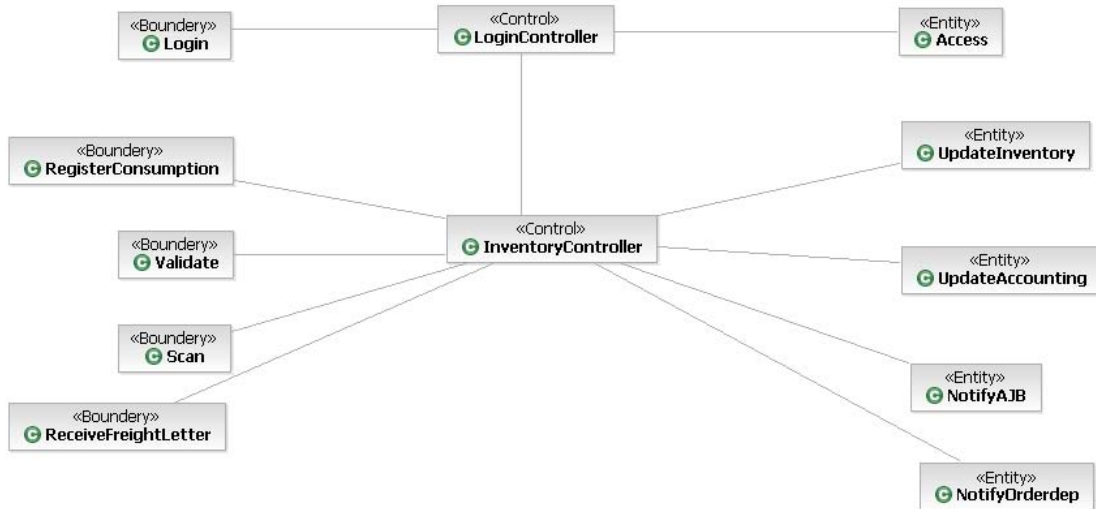 «Boundery»
Login
«Control»
LoginController
«Entity»
Access
«Boundery»
RegisterConsumption
«Entity»
UpdateInventory
«Control»
InventoryController
«Boundery»
Validate
«Entity»
UpdateAccounting
«Boundery»
Scan
«Entity»
NotifyAJB
«Boundery»
ReceiveFreightLetter
«Entity»
NotifyOrderdep